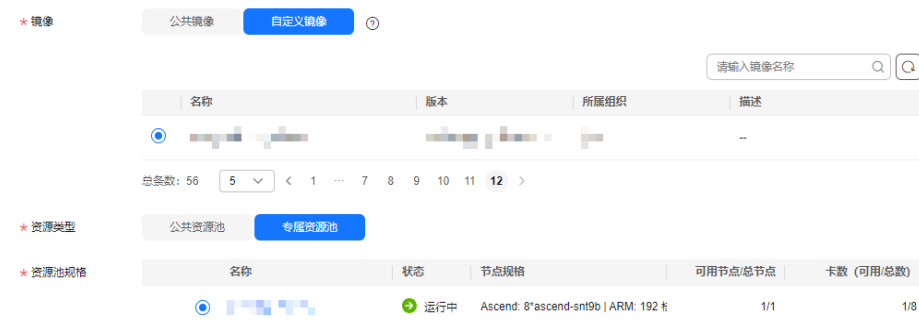 * 镜像 公共镜像 自定义镜像 ?
请输入镜像名称
名称 版本 所属组织 描述
--
总条数: 56 5 < 1 ... 7 8 9 10 11 12 >
* 资源类型 公共资源池 专属资源池
* 资源池规格 名称 状态 节点规格 可用节点/总节点 卡数 (可用/总数)
运行中 Ascend: 8*ascend-snt9b | ARM: 192 1/1 1/8